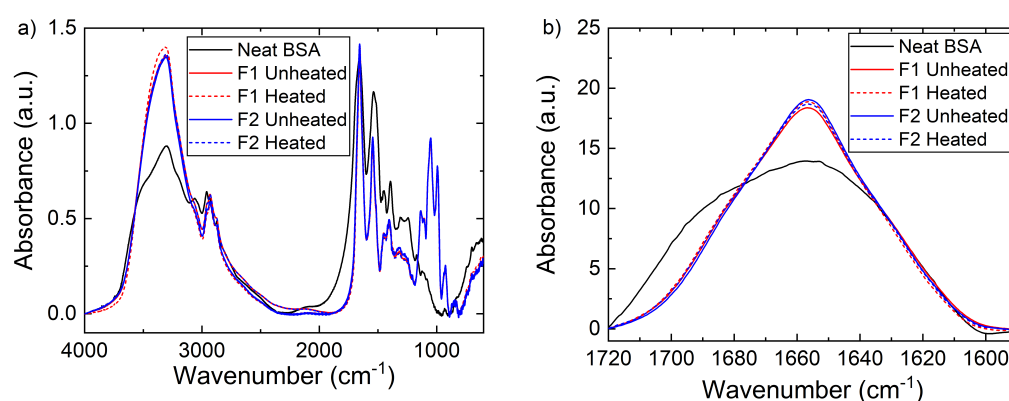 a)
Absorbance (a.u.)
1.5
1.0
0.5
0.0
Neat BSA
F1 Unheated
F1 Heated
F2 Unheated
F2 Heated
4000 3000 2000 1000
Wavenumber (cm⁻¹)
b)
Absorbance (a.u.)
25
20
15
10
5
0
Neat BSA
F1 Unheated
F1 Heated
F2 Unheated
F2 Heated
1720 1700 1680 1660 1640 1620 1600
Wavenumber (cm⁻¹)